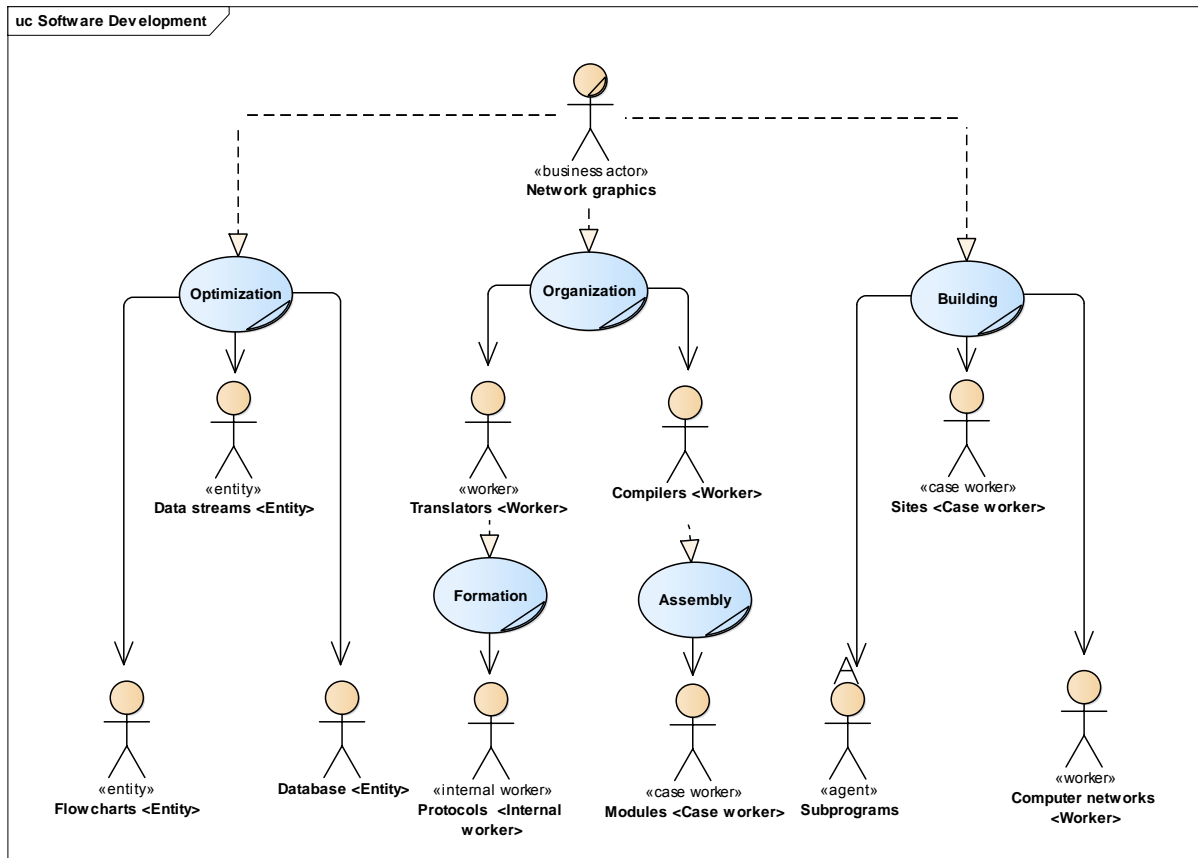 uc Software Development
«business actor»
Network graphics
Optimization
Organization
Building
«entity»
Data streams <Entity>
«worker»
Translators <Worker>
Compilers <Worker>
«case worker»
Sites <Case worker>
Formation
Assembly
«entity»
Flowcharts <Entity>
Database <Entity>
«internal worker»
Protocols <Internal
worker>
«case worker»
Modules <Case worker>
A
«agent»
Subprograms
«worker»
Computer networks
<Worker>